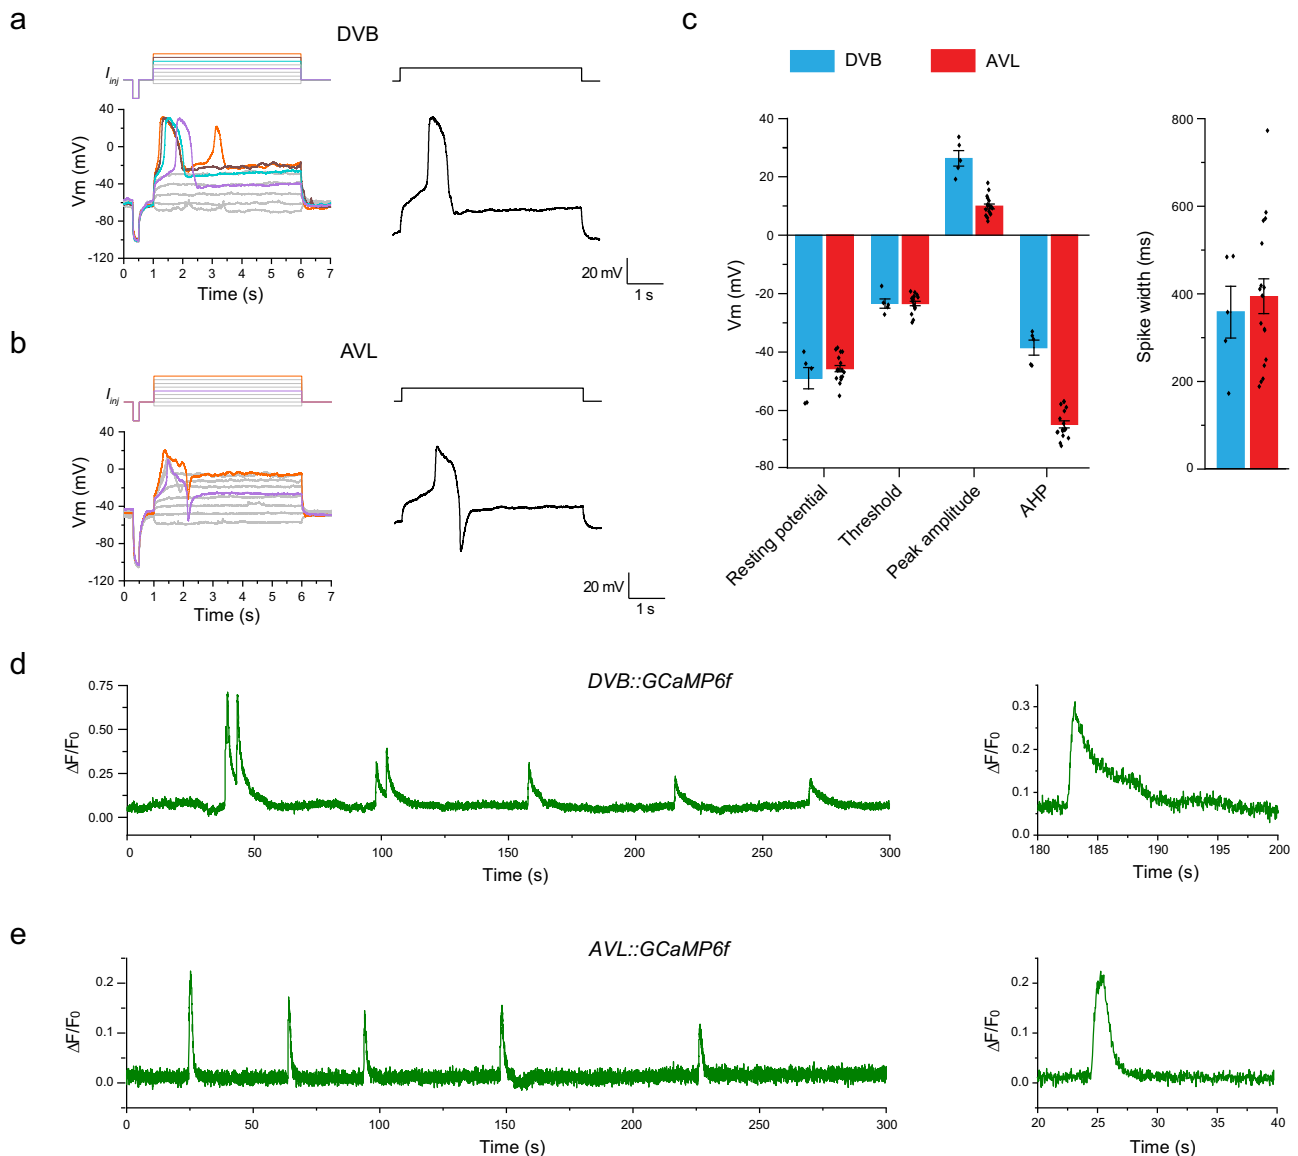 a
DVB
I inj
40
0
-40
-80
-120
Vm (mV)
0 1 2 3 4 5 6 7
Time (s)
20 mV
1 s
b
AVL
I inj
40
0
-40
-80
-120
Vm (mV)
0 1 2 3 4 5 6 7
Time (s)
20 mV
1 s
c
DVB
AVL
40
20
0
-20
-40
-60
-80
Vm (mV)
Resting potential
Threshold
Peak amplitude
AHP
800
600
400
200
0
Spike width (ms)
d
DVB::GCaMP6f
0.75
0.50
0.25
0.00
ΔF/F0
0 50 100 150 200 250 300
Time (s)
0.3
0.2
0.1
0.0
ΔF/F0
180 185 190 195 200
Time (s)
e
AVL::GCaMP6f
0.2
0.1
0.0
ΔF/F0
0 50 100 150 200 250 300
Time (s)
0.2
0.1
0.0
ΔF/F0
20 25 30 35 40
Time (s)